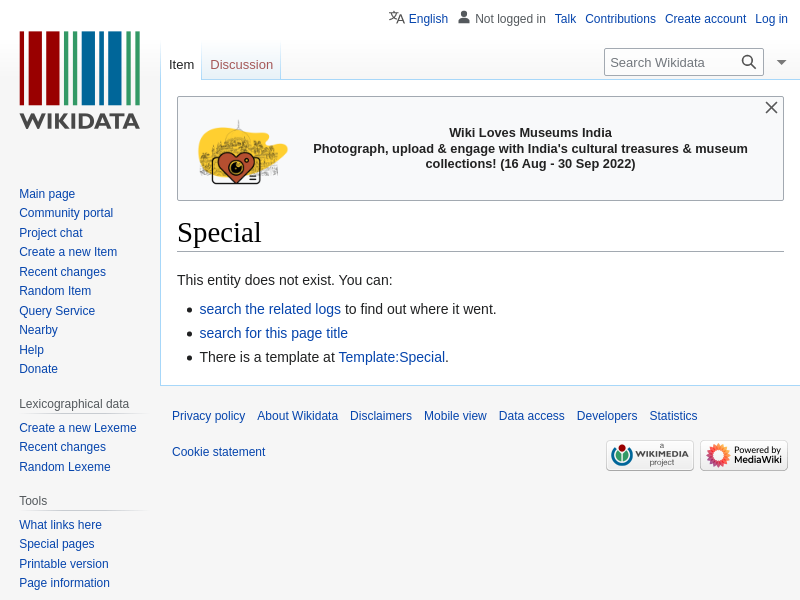 English Not logged in Talk Contributions Create account Log in
WIKIDATA
Item Discussion
Search Wikidata
Wiki Loves Museums India
Photograph, upload & engage with India's cultural treasures & museum
collections! (16 Aug - 30 Sep 2022)
Special
This entity does not exist. You can:
search the related logs to find out where it went.
search for this page title
There is a template at Template:Special.
Main page
Community portal
Project chat
Create a new Item
Recent changes
Random Item
Query Service
Nearby
Help
Donate
Lexicographical data
Create a new Lexeme
Recent changes
Random Lexeme
Tools
What links here
Special pages
Printable version
Page information
Privacy policy About Wikidata Disclaimers Mobile view Data access Developers Statistics
Cookie statement
a
WIKIMEDIA
project
Powered by
MediaWiki